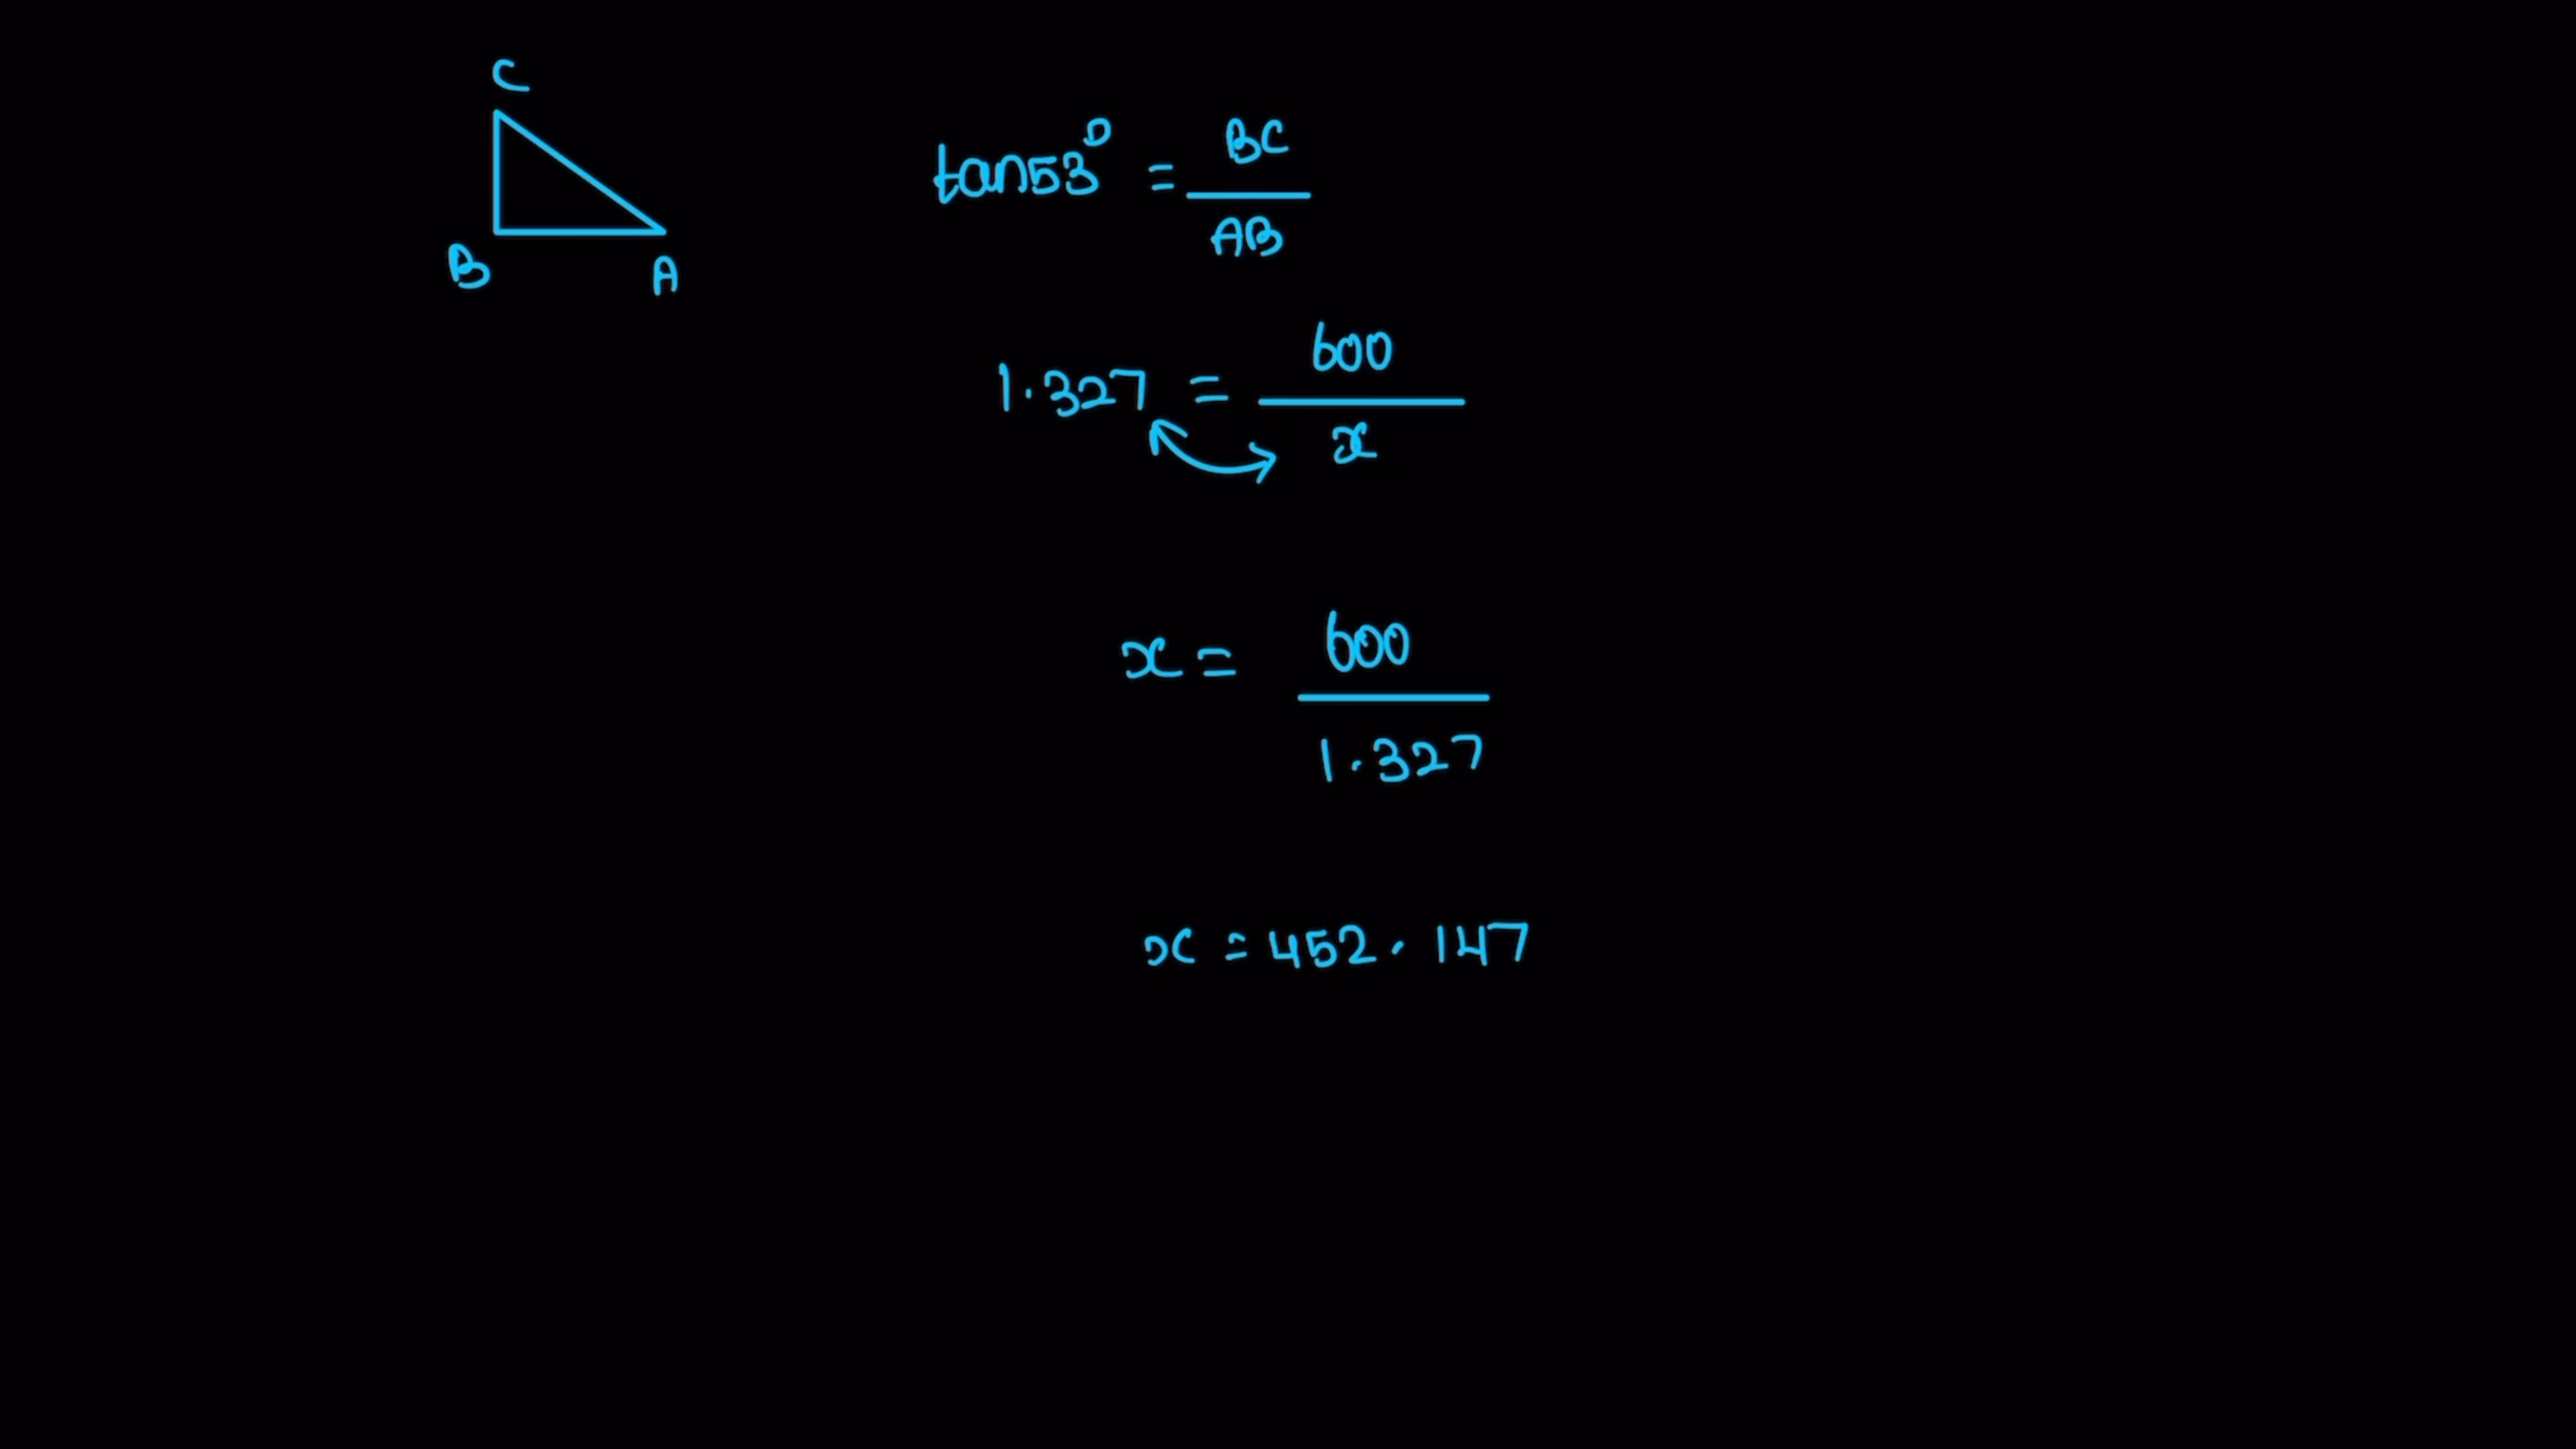 C
B
A
tan53° = BC
AB
1.327 = 600
x
x = 600
1.327
x = 452.147